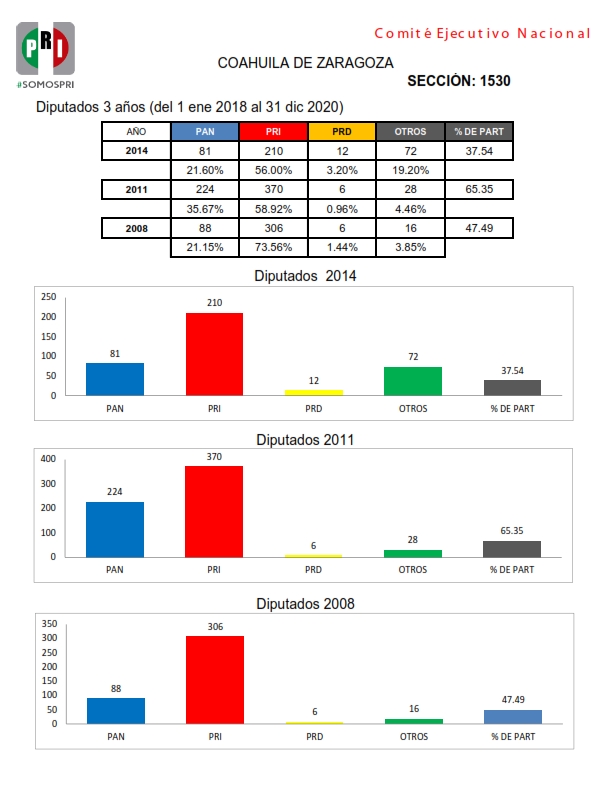 Comité Ejecutivo Nacional
PRI
#SOMOSPRI
COAHUILA DE ZARAGOZA
SECCIÓN: 1530
Diputados 3 años (del 1 ene 2018 al 31 dic 2020)
AÑO PAN PRI PRD OTROS % DE PART
2014 81 210 12 72 37.54
21.60% 56.00% 3.20% 19.20%
2011 224 370 6 28 65.35
35.67% 58.92% 0.96% 4.46%
2008 88 306 6 16 47.49
21.15% 73.56% 1.44% 3.85%
Diputados 2014
250
200
150
100
50
0
81 210 12 72 37.54
PAN PRI PRD OTROS % DE PART
Diputados 2011
400
300
200
100
0
224 370 6 28 65.35
PAN PRI PRD OTROS % DE PART
Diputados 2008
350
300
250
200
150
100
50
0
88 306 6 16 47.49
PAN PRI PRD OTROS % DE PART